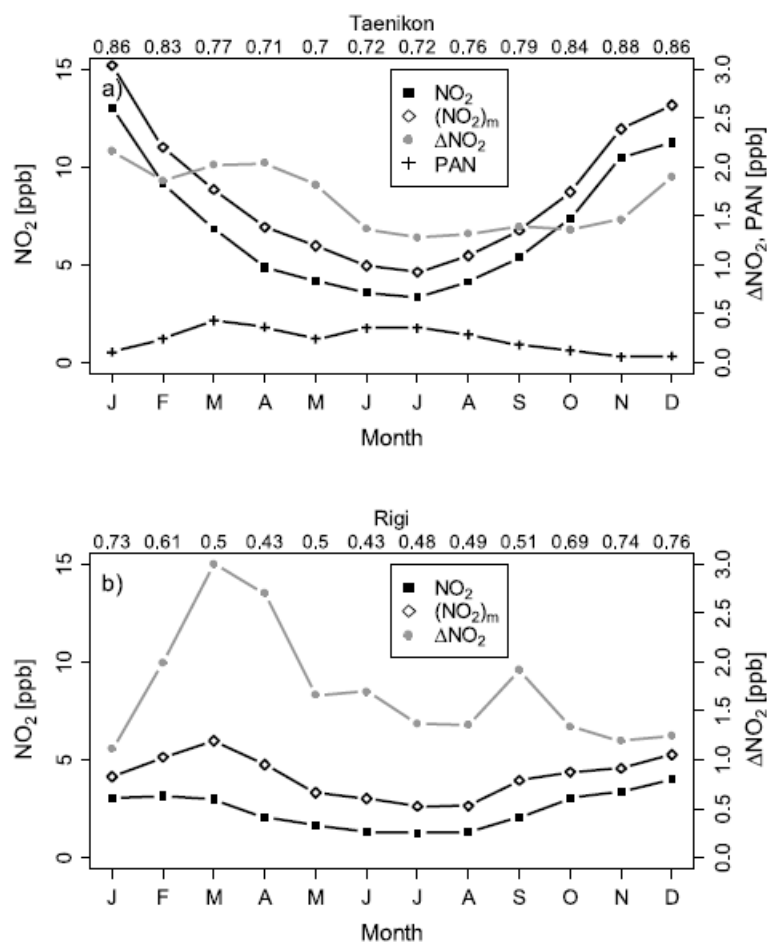 Taenikon
0.86 0.83 0.77 0.71 0.7 0.72 0.72 0.76 0.79 0.84 0.88 0.86
a)
NO2
(NO2)m
ΔNO2
PAN
15
10
5
0
NO2 [ppb]
3.0
2.5
2.0
1.5
1.0
0.5
0.0
ΔNO2, PAN [ppb]
J F M A M J J A S O N D
Month
Rigi
0.73 0.61 0.5 0.43 0.5 0.43 0.48 0.49 0.51 0.69 0.74 0.76
b)
NO2
(NO2)m
ΔNO2
15
10
5
0
NO2 [ppb]
3.0
2.5
2.0
1.5
1.0
0.5
0.0
ΔNO2 [ppb]
J F M A M J J A S O N D
Month